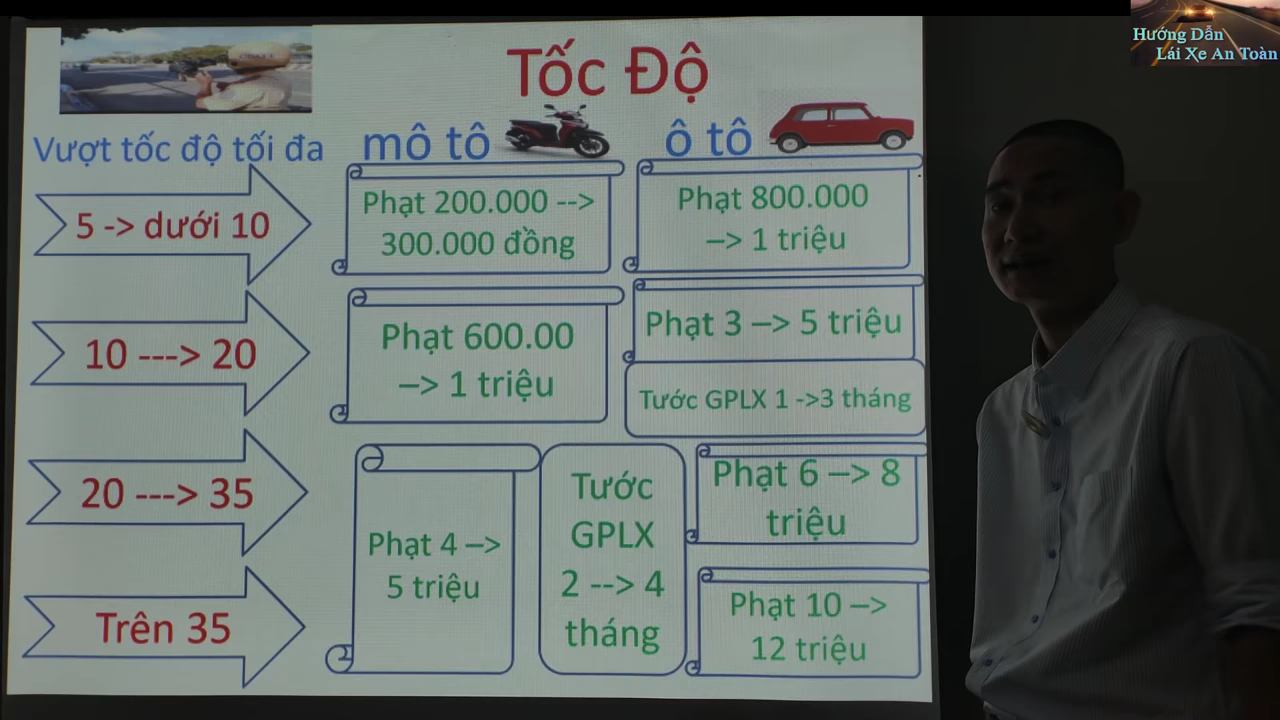 Hướng Dẫn
Lái Xe An Toàn
Tốc Độ
Vượt tốc độ tối đa
mô tô
ô tô
5 -> dưới 10
Phạt 200.000 -->
300.000 đồng
Phạt 800.000
–> 1 triệu
10 ---> 20
Phạt 600.00
–> 1 triệu
Phạt 3 –> 5 triệu
Tước GPLX 1 ->3 tháng
20 ---> 35
Phạt 4 –>
5 triệu
Tước
GPLX
2 --> 4
tháng
Phạt 6 –> 8
triệu
Trên 35
Phạt 10 –>
12 triệu